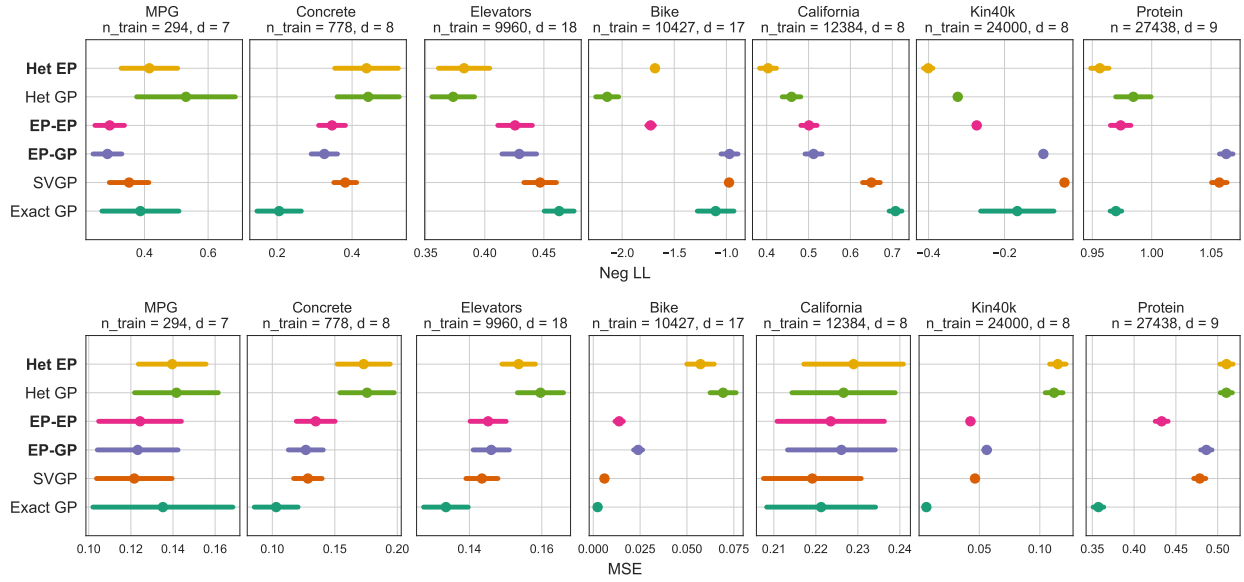 MPG Concrete Elevators Bike California Kin40k Protein
n_train = 294, d = 7 n_train = 778, d = 8 n_train = 9960, d = 18 n_train = 10427, d = 17 n_train = 12384, d = 8 n_train = 24000, d = 8 n = 27438, d = 9
Het EP
Het GP
EP-EP
EP-GP
SVGP
Exact GP
0.4 0.6 0.2 0.4 0.35 0.40 0.45 −2.0 −1.5 −1.0 0.4 0.5 0.6 0.7 −0.4 −0.2 0.95 1.00 1.05
Neg LL
MPG Concrete Elevators Bike California Kin40k Protein
n_train = 294, d = 7 n_train = 778, d = 8 n_train = 9960, d = 18 n_train = 10427, d = 17 n_train = 12384, d = 8 n_train = 24000, d = 8 n = 27438, d = 9
Het EP
Het GP
EP-EP
EP-GP
SVGP
Exact GP
0.10 0.12 0.14 0.16 0.10 0.15 0.20 0.14 0.16 0.000 0.025 0.050 0.075 0.21 0.22 0.23 0.24 0.05 0.10 0.35 0.40 0.45 0.50
MSE